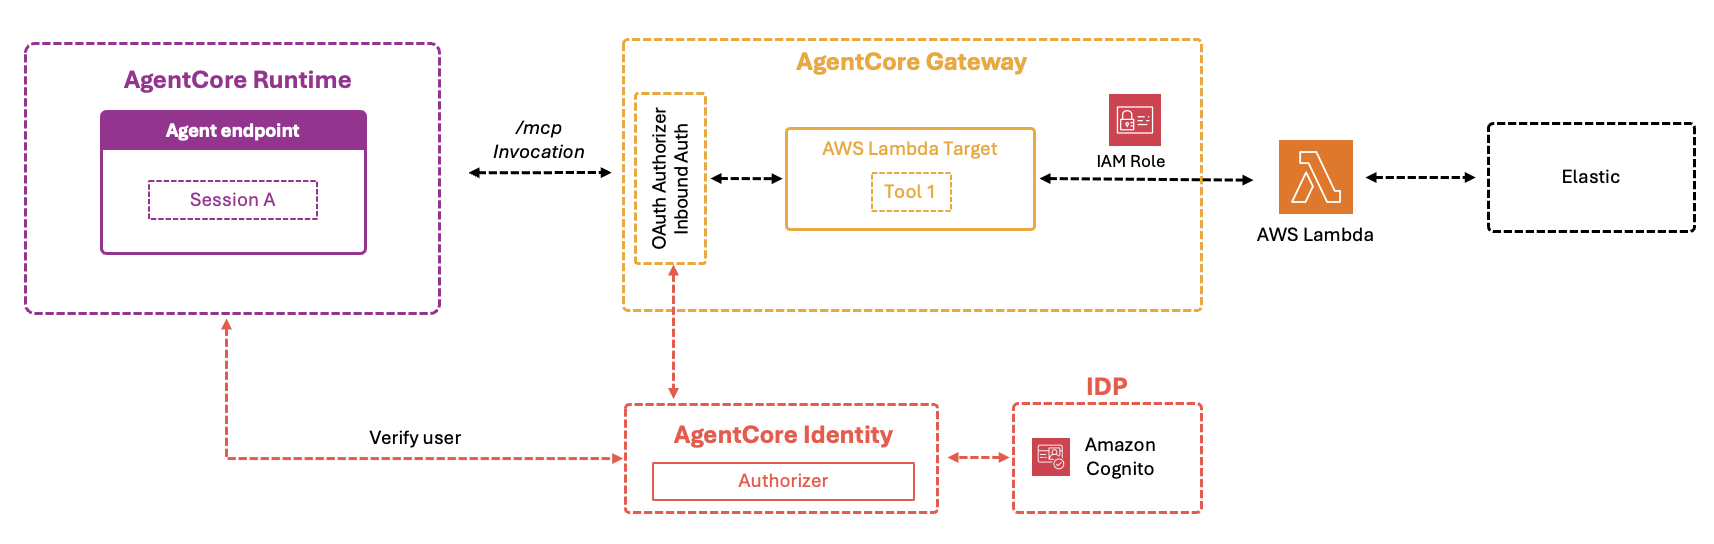 AgentCore Runtime
Agent endpoint
Session A
/mcp
Invocation
AgentCore Gateway
OAuth Authorizer
Inbound Auth
AWS Lambda Target
Tool 1
IAM Role
AWS Lambda
Elastic
Verify user
AgentCore Identity
Authorizer
IDP
Amazon
Cognito